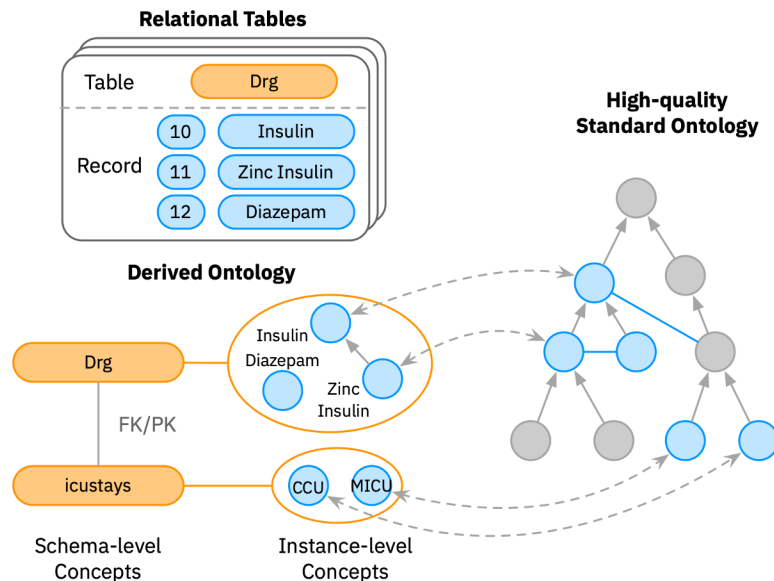 Relational Tables
Table
Drg
Record
10
Insulin
11
Zinc Insulin
12
Diazepam
High-quality
Standard Ontology
Derived Ontology
Drg
Insulin
Diazepam
Zinc
Insulin
FK/PK
icustays
CCU
MICU
Schema-level
Concepts
Instance-level
Concepts